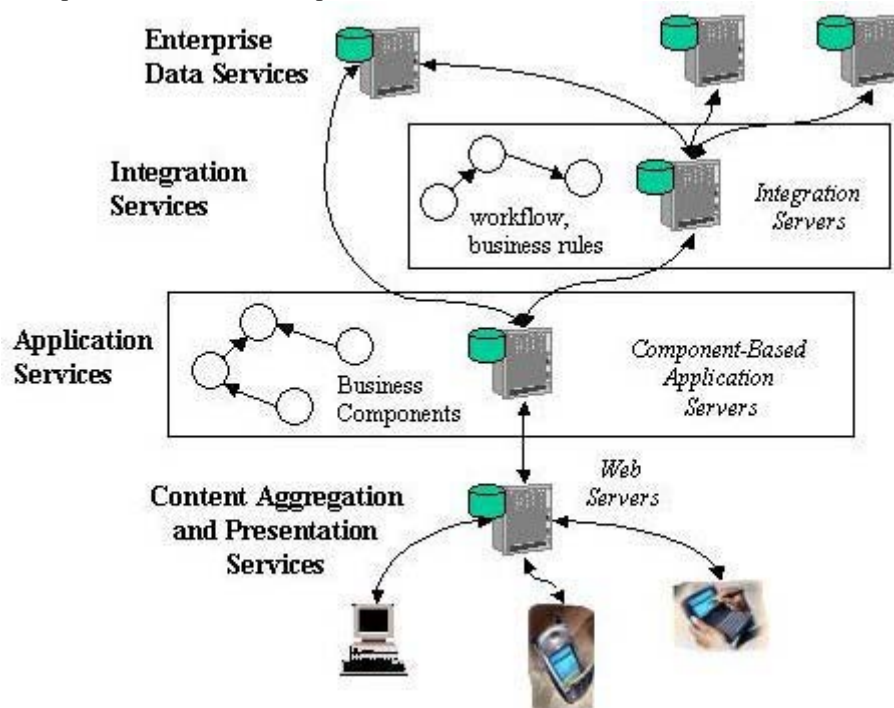 Enterprise
Data Services
Integration
Services
workflow,
business rules
Integration
Servers
Application
Services
Business
Components
Component-Based
Application
Servers
Content Aggregation
and Presentation
Services
Web
Servers